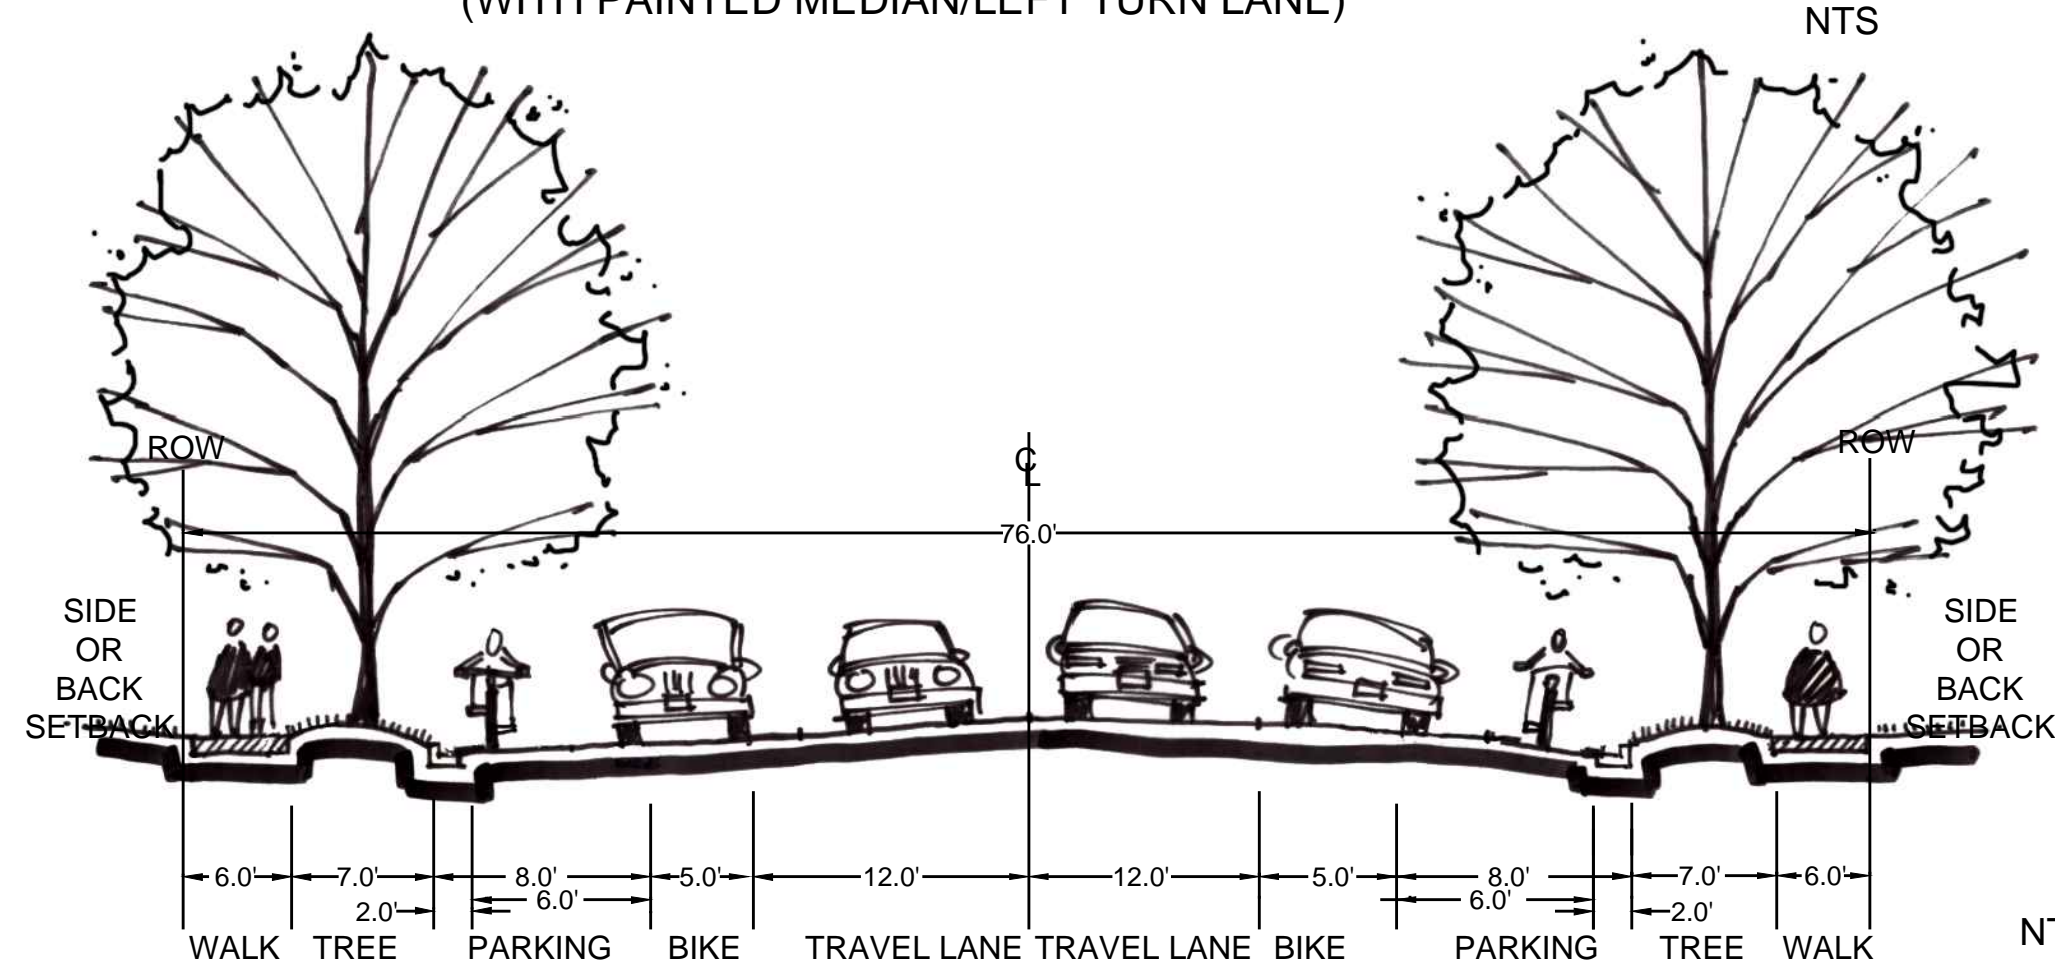 (WITH PAINTED MEDIAN/LEFT TURN LANE)
NTS
ROW
ROW
CL
76.0'
SIDE
OR
BACK
SETBACK
SIDE
OR
BACK
SETBACK
6.0' 7.0' 8.0' 5.0' 12.0' 12.0' 5.0' 8.0' 7.0' 6.0'
6.0' 6.0'
2.0' 2.0'
WALK TREE PARKING BIKE TRAVEL LANE TRAVEL LANE BIKE PARKING TREE WALK